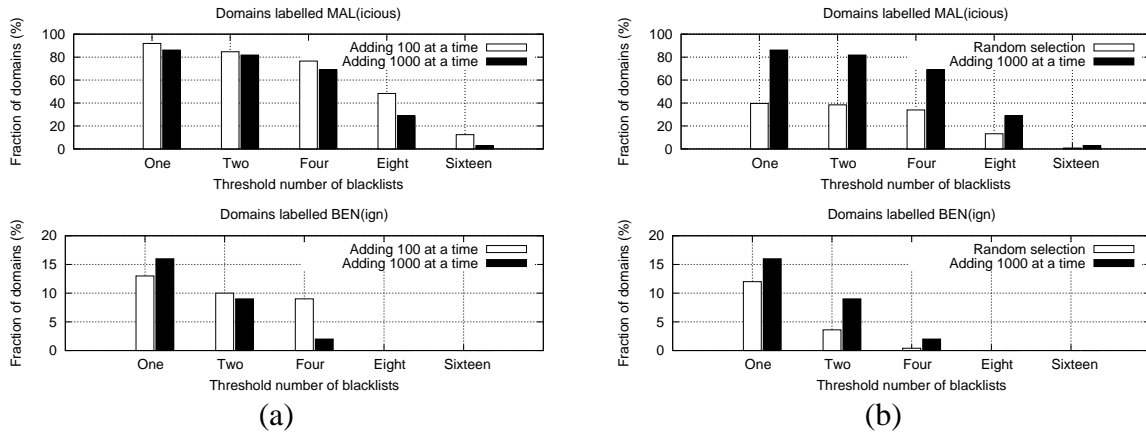 Domains labelled MAL(icious)
Fraction of domains (%)
100
80
60
40
20
0
Adding 100 at a time
Adding 1000 at a time
One Two Four Eight Sixteen
Threshold number of blacklists
Domains labelled BEN(ign)
Fraction of domains (%)
20
15
10
5
0
Adding 100 at a time
Adding 1000 at a time
One Two Four Eight Sixteen
Threshold number of blacklists
(a)
Domains labelled MAL(icious)
Fraction of domains (%)
100
80
60
40
20
0
Random selection
Adding 1000 at a time
One Two Four Eight Sixteen
Threshold number of blacklists
Domains labelled BEN(ign)
Fraction of domains (%)
20
15
10
5
0
Random selection
Adding 1000 at a time
One Two Four Eight Sixteen
Threshold number of blacklists
(b)